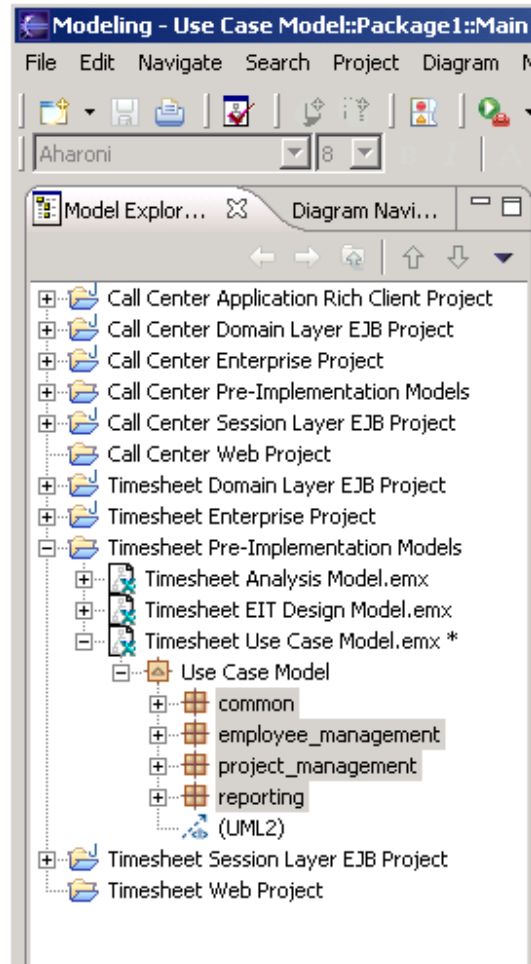 Modeling - Use Case Model::Package1::Main
File Edit Navigate Search Project Diagram
Aharoni 8
Model Explor... Diagram Navi...
Call Center Application Rich Client Project
Call Center Domain Layer EJB Project
Call Center Enterprise Project
Call Center Pre-Implementation Models
Call Center Session Layer EJB Project
Call Center Web Project
Timesheet Domain Layer EJB Project
Timesheet Enterprise Project
Timesheet Pre-Implementation Models
Timesheet Analysis Model.emx
Timesheet EIT Design Model.emx
Timesheet Use Case Model.emx *
Use Case Model
common
employee_management
project_management
reporting
(UML2)
Timesheet Session Layer EJB Project
Timesheet Web Project